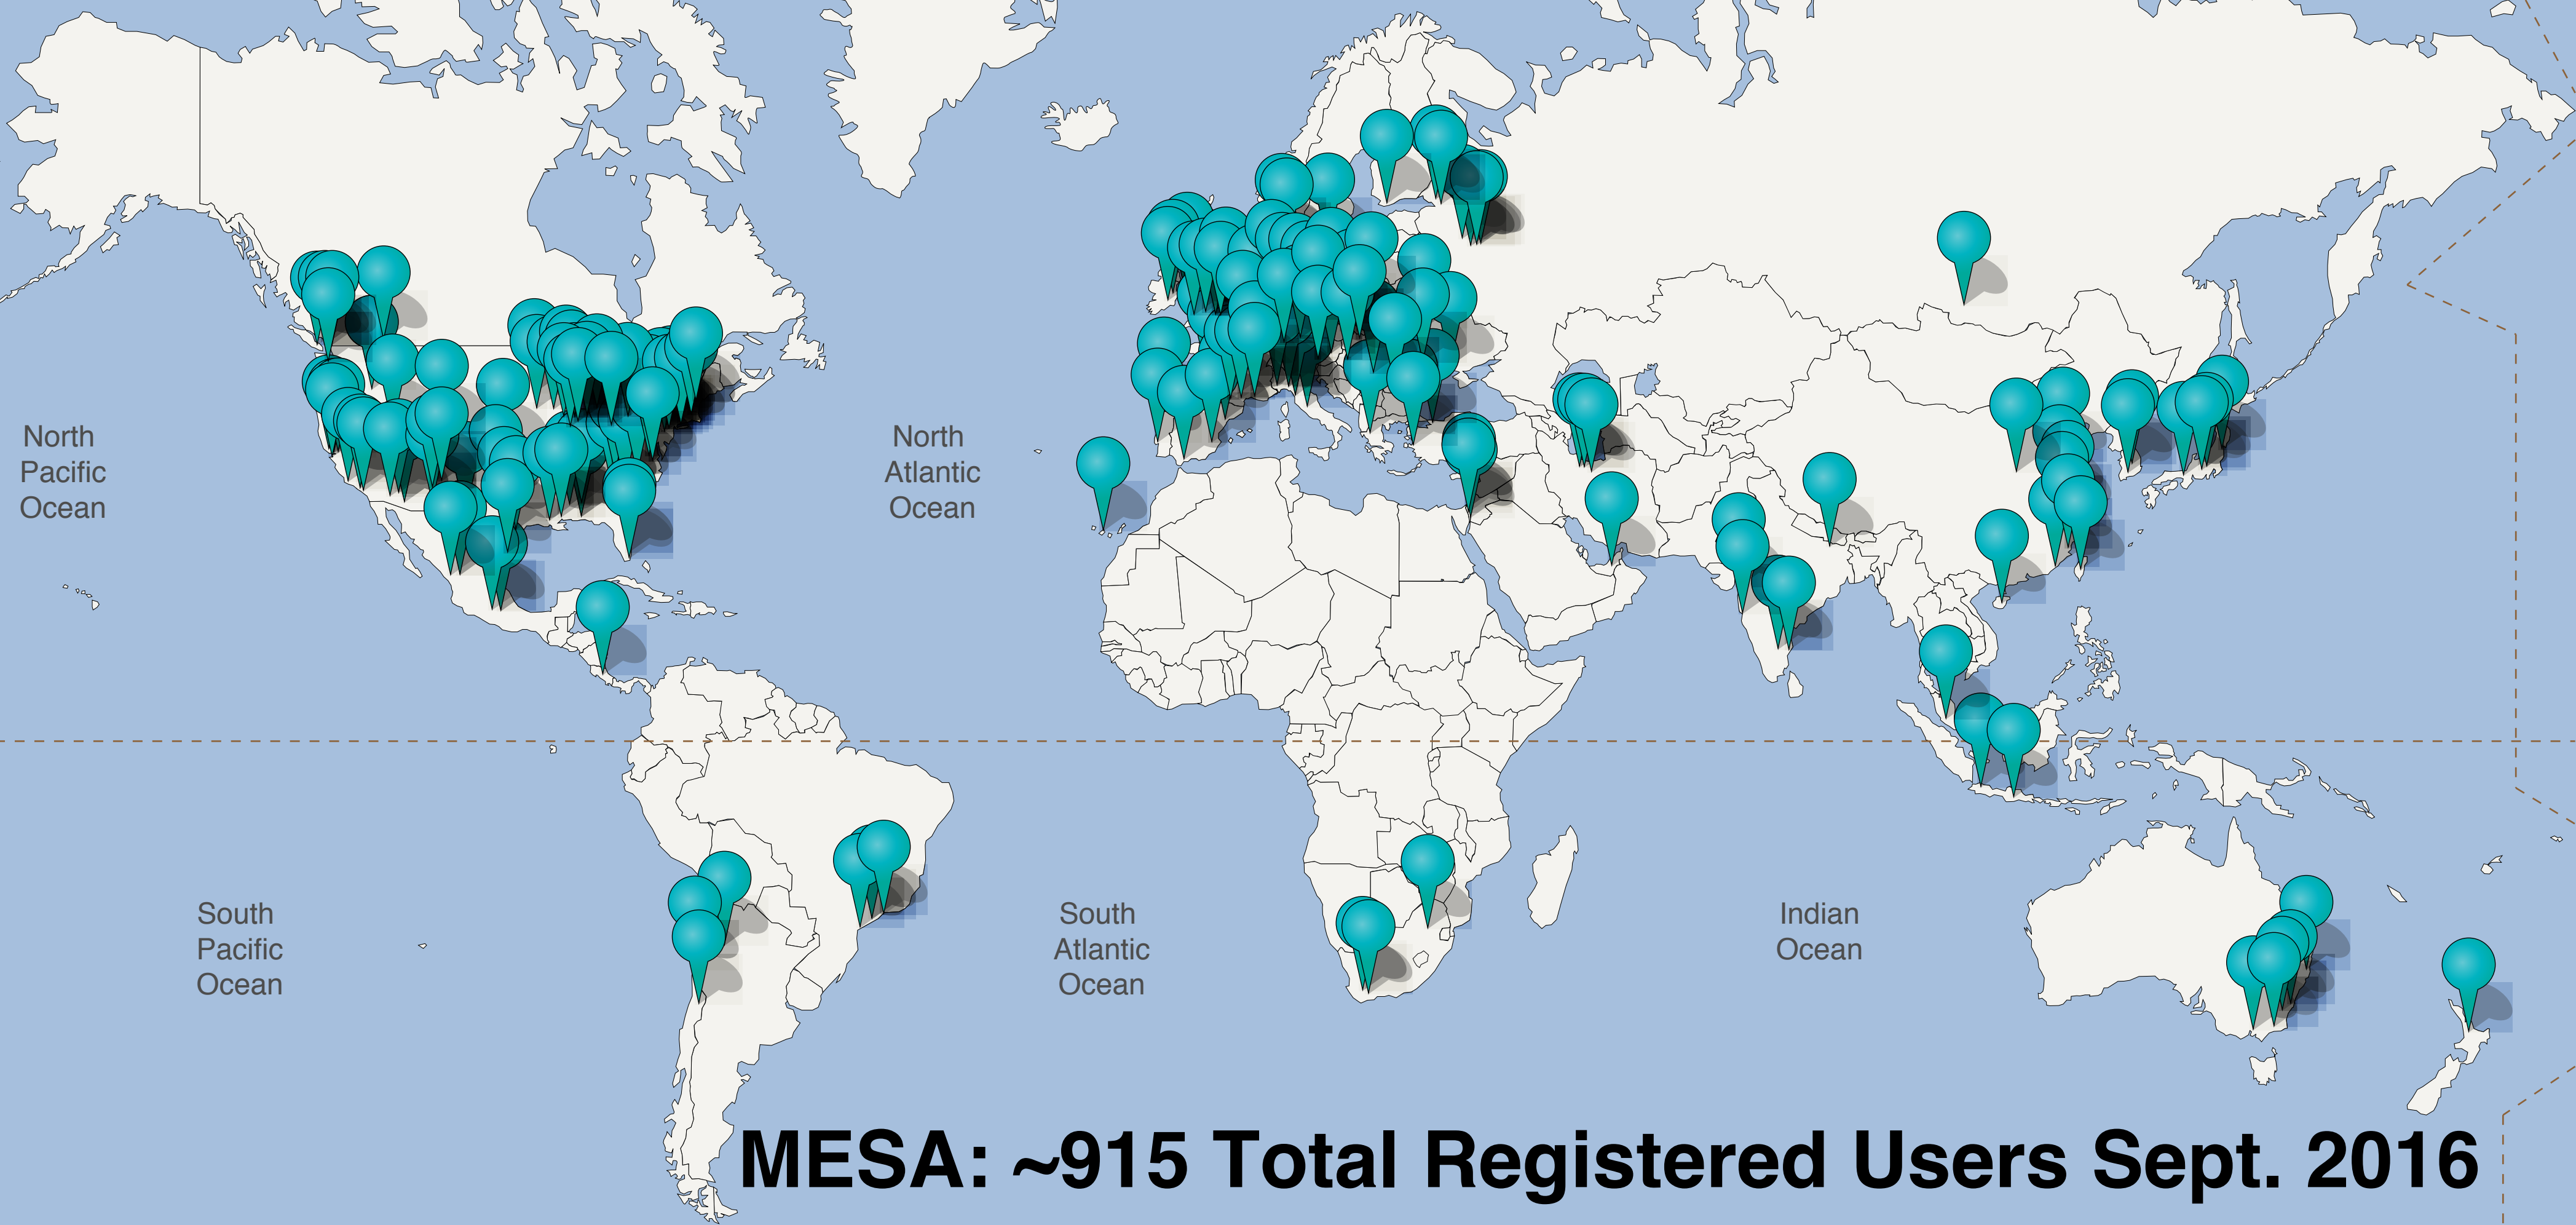 North
Pacific
Ocean
North
Atlantic
Ocean
South
Pacific
Ocean
South
Atlantic
Ocean
Indian
Ocean
MESA: ~915 Total Registered Users Sept. 2016